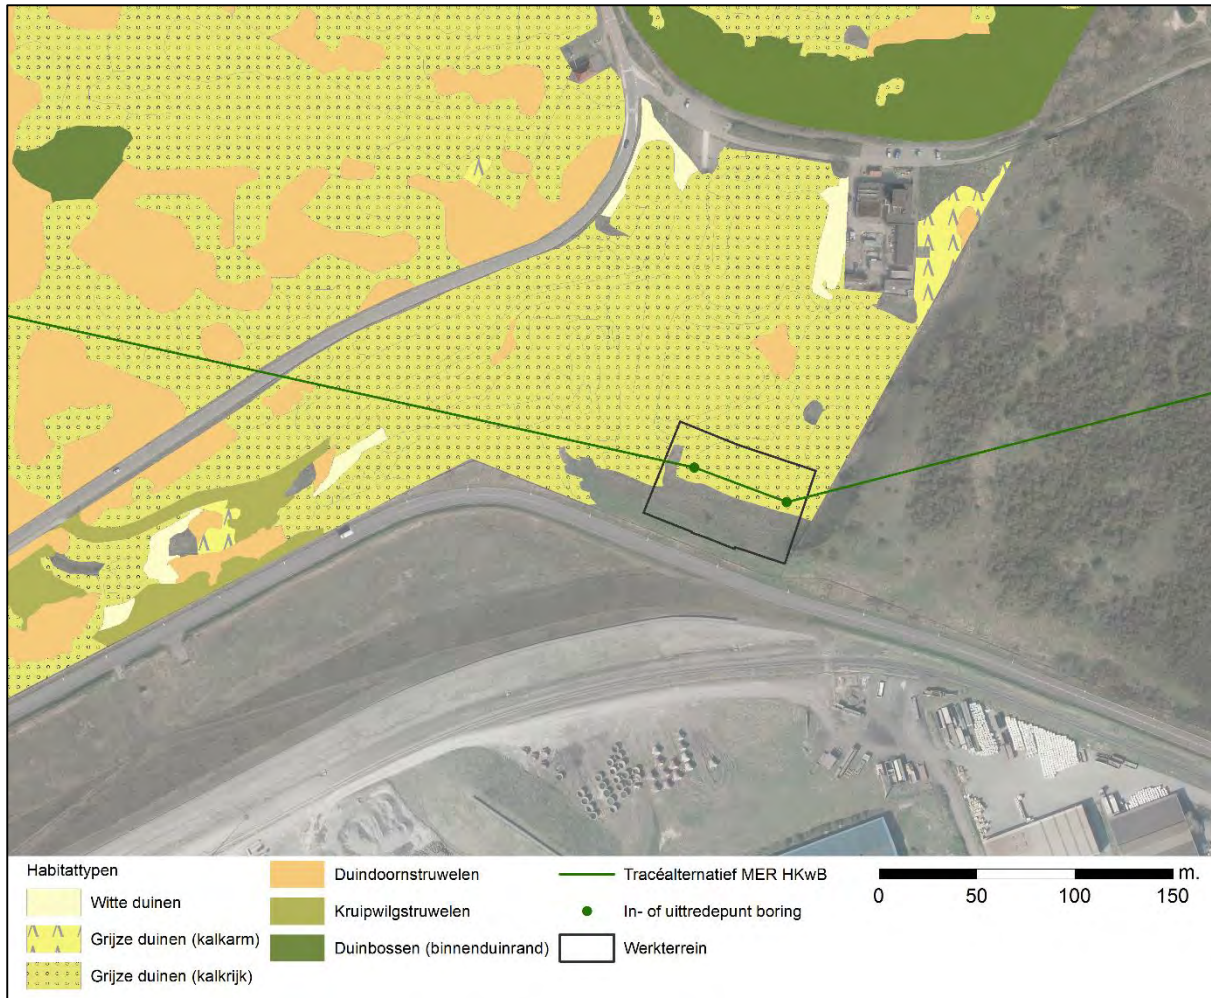 Habitattypen
Witte duinen
Grijze duinen (kalkarm)
Grijze duinen (kalkrijk)
Duindoornstruwelen
Kruipwilgstruwelen
Duinbossen (binnenduinrand)
Tracéalternatief MER HKwB
In- of uittredepunt boring
Werkterrein
m.
0 50 100 150